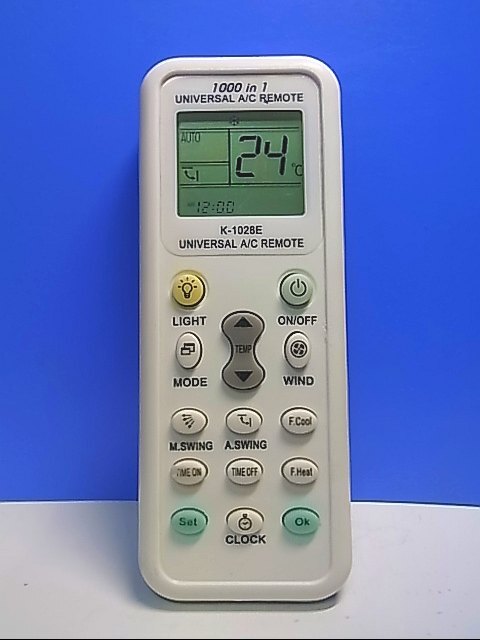 1000 in 1
UNIVERSAL A/C REMOTE
AUTO
24°C
12:00
K-1028E
UNIVERSAL A/C REMOTE
LIGHT
ON/OFF
TEMP
MODE
WIND
F.Cool
M.SWING
A.SWING
TIME ON
TIME OFF
F.Heat
Set
Ok
CLOCK